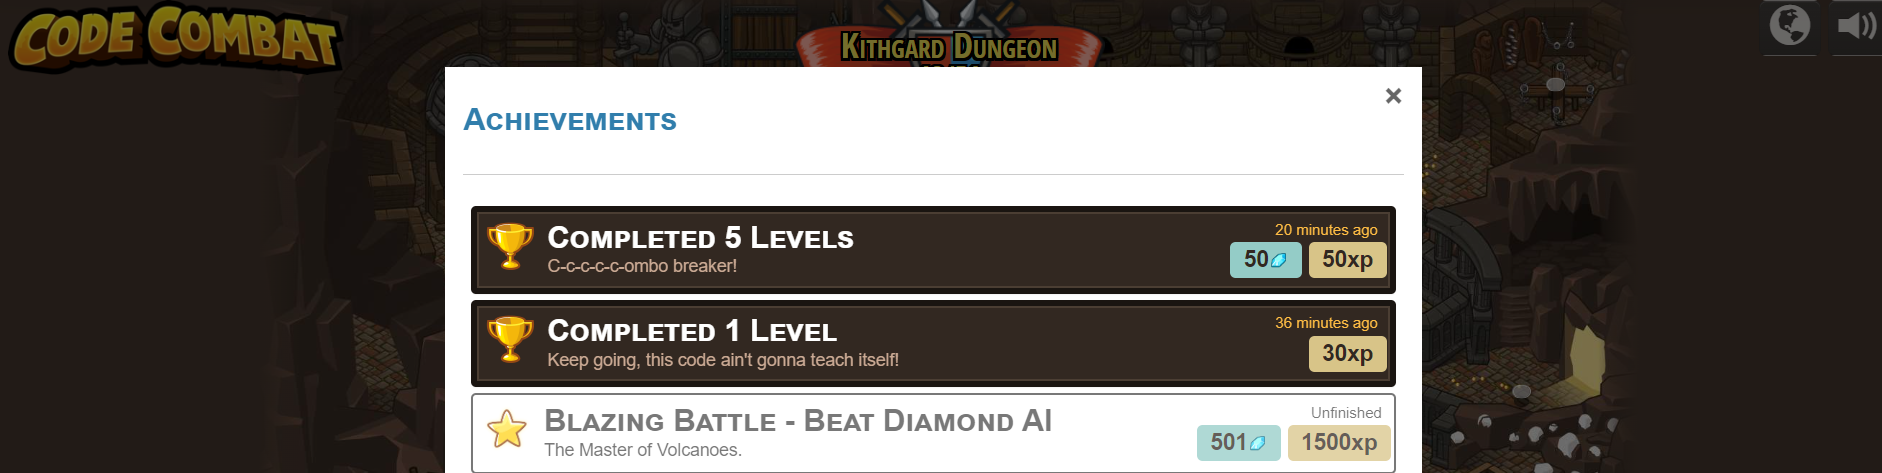 CODE COMBAT
KITHGARD DUNGEON
×
ACHIEVEMENTS
COMPLETED 5 LEVELS
20 minutes ago
C-c-c-c-c-ombo breaker!
50 50xp
COMPLETED 1 LEVEL
36 minutes ago
Keep going, this code ain't gonna teach itself!
30xp
BLAZING BATTLE - BEAT DIAMOND AI
Unfinished
The Master of Volcanoes.
501 1500xp